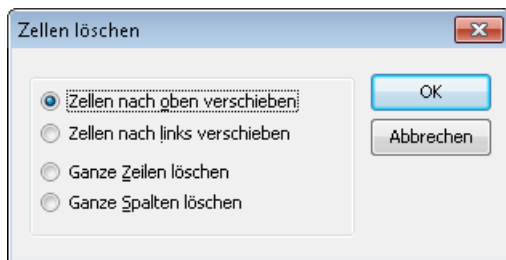 Zellen löschen
Zellen nach oben verschieben
Zellen nach links verschieben
Ganze Zeilen löschen
Ganze Spalten löschen
OK
Abbrechen